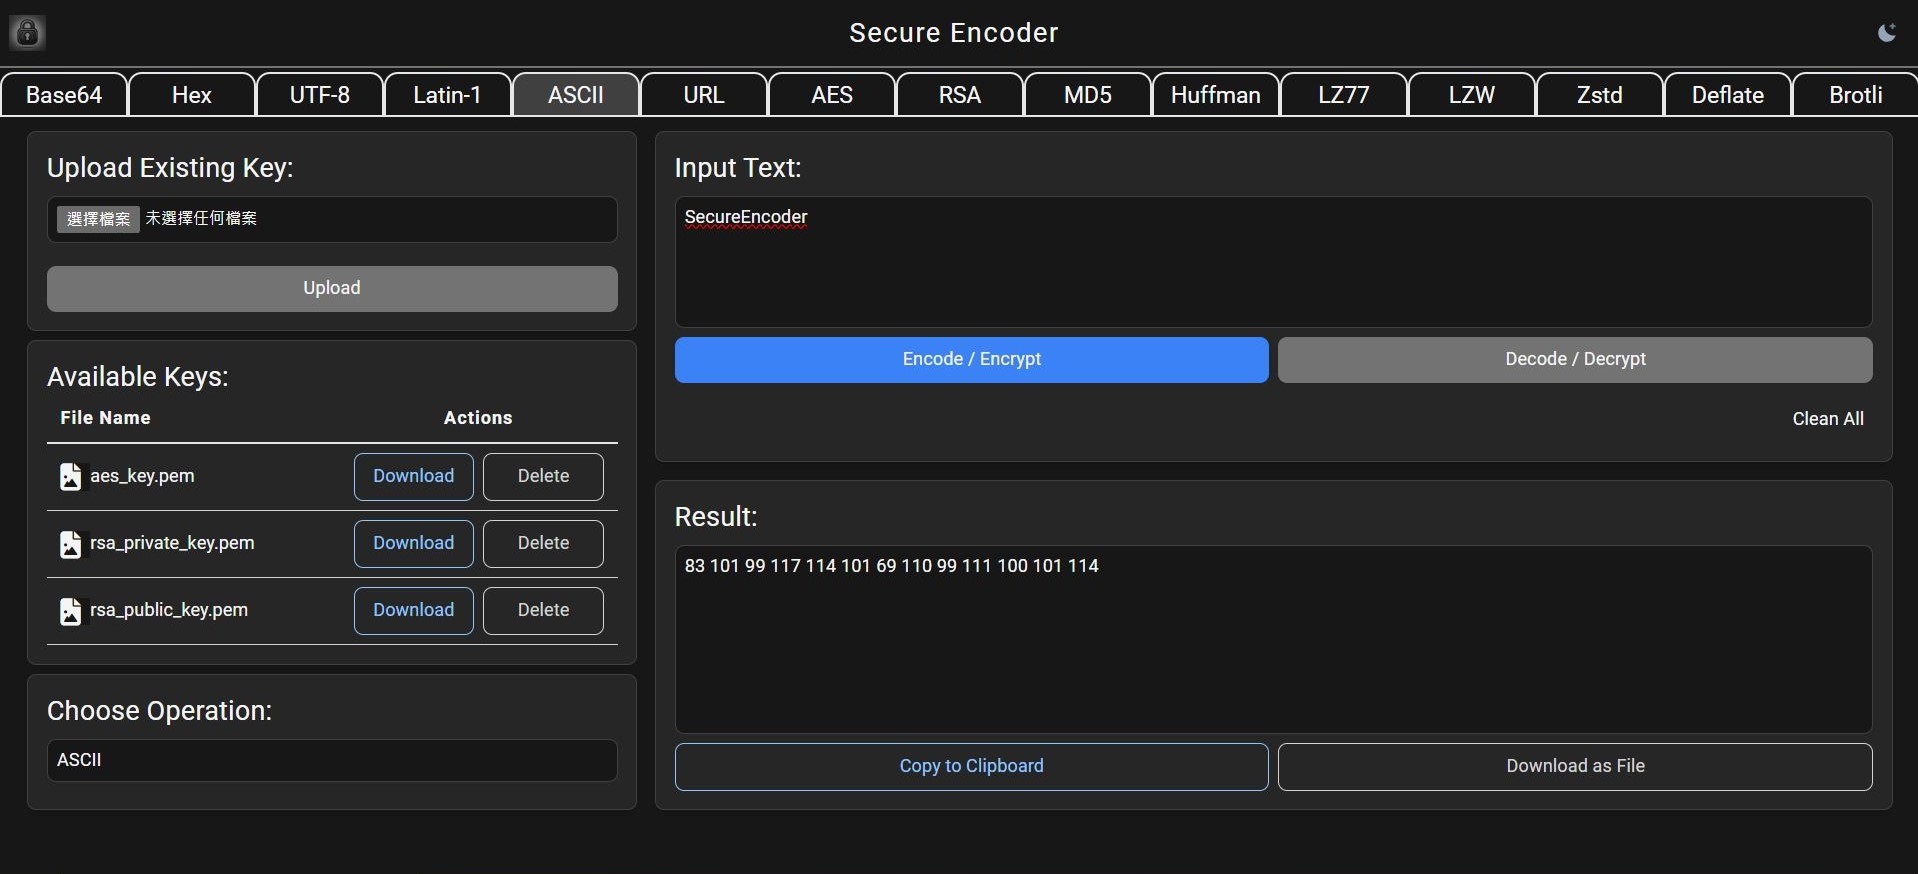 Secure Encoder
Base64 Hex UTF-8 Latin-1 ASCII URL AES RSA MD5 Huffman LZ77 LZW Zstd Deflate Brotli
Upload Existing Key:
選擇檔案 未選擇任何檔案
Upload
Available Keys:
File Name Actions
aes_key.pem Download Delete
rsa_private_key.pem Download Delete
rsa_public_key.pem Download Delete
Choose Operation:
ASCII
Input Text:
SecureEncoder
Encode / Encrypt Decode / Decrypt
Clean All
Result:
83 101 99 117 114 101 69 110 99 111 100 101 114
Copy to Clipboard Download as File